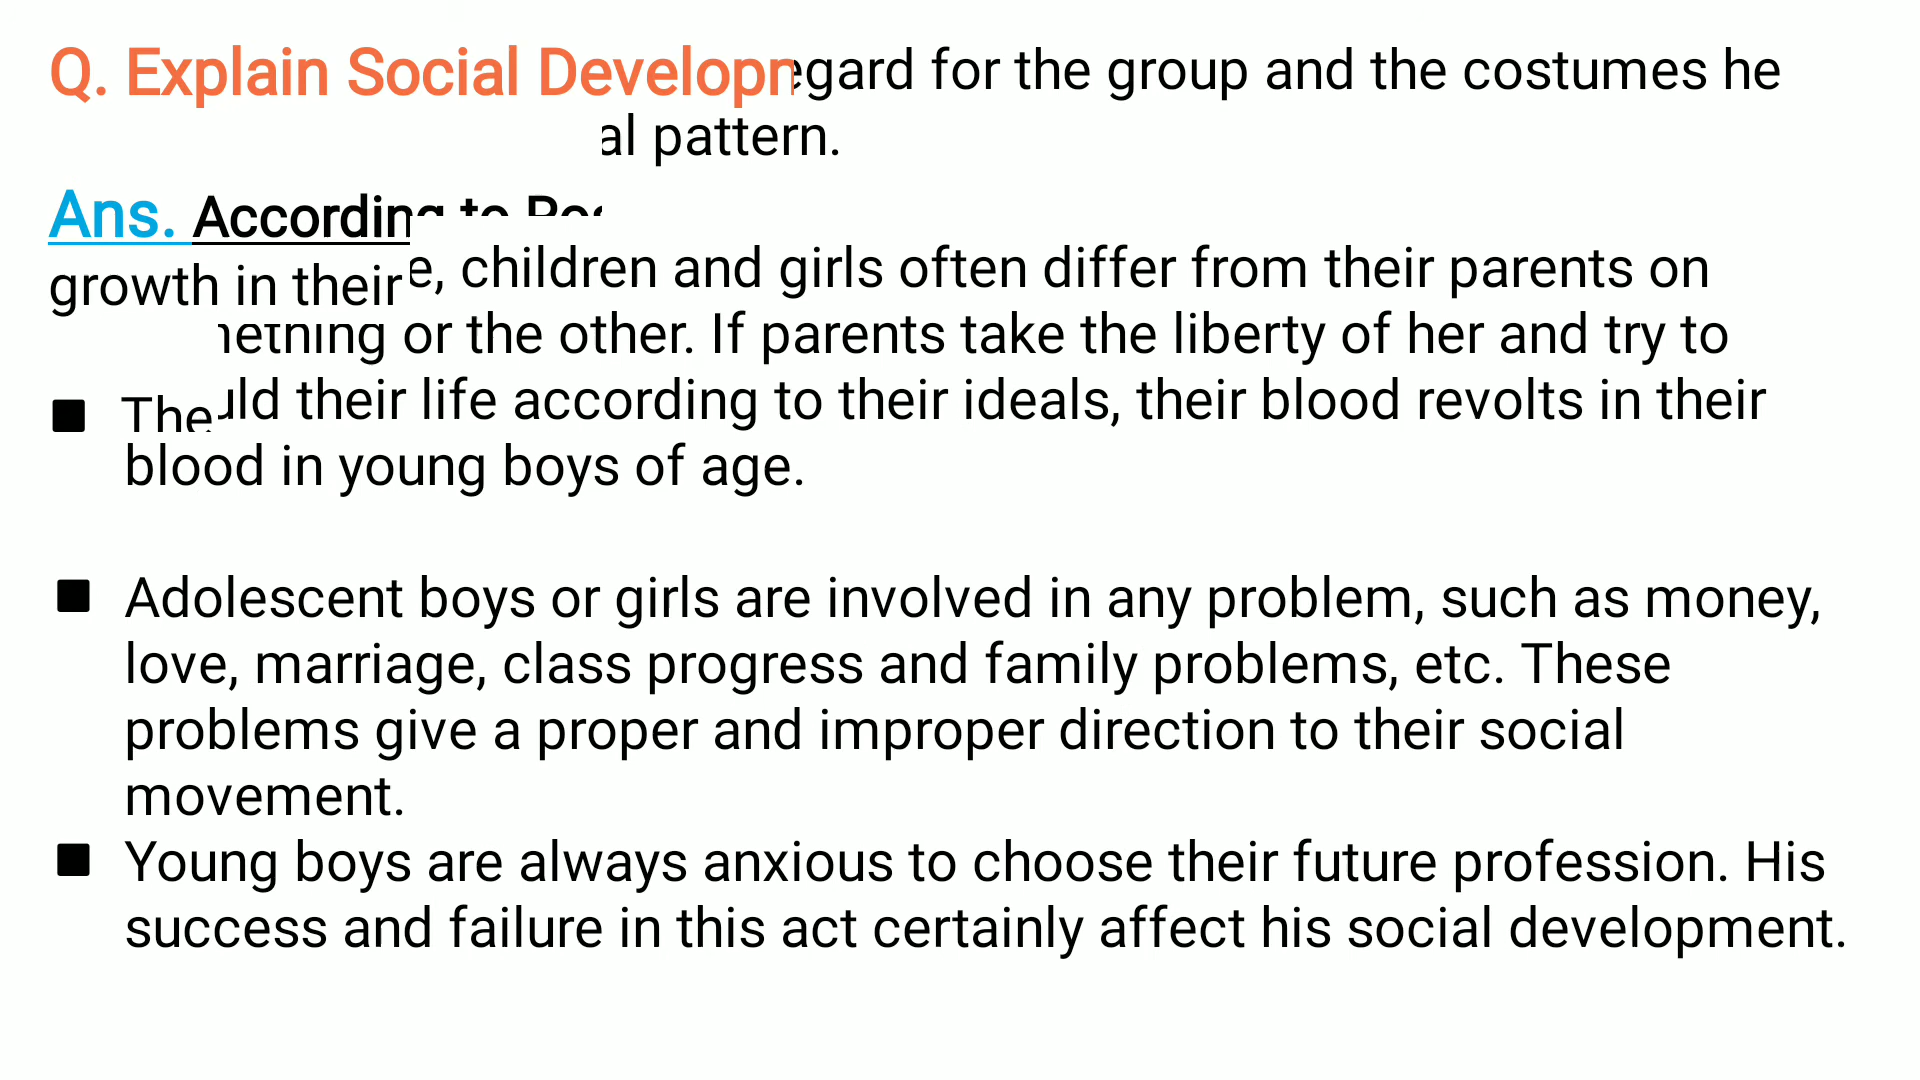 Q. Explain Social for the group and the costumes he
pattern.
Ans. to
growth in their children and girls often differ from their parents on
or the other. If parents take the liberty of her and try to
■ The their life according to their ideals, their blood revolts in their
blood in young boys of age.
■ Adolescent boys or girls are involved in any problem, such as money,
love, marriage, class progress and family problems, etc. These
problems give a proper and improper direction to their social
movement.
■ Young boys are always anxious to choose their future profession. His
success and failure in this act certainly affect his social development.